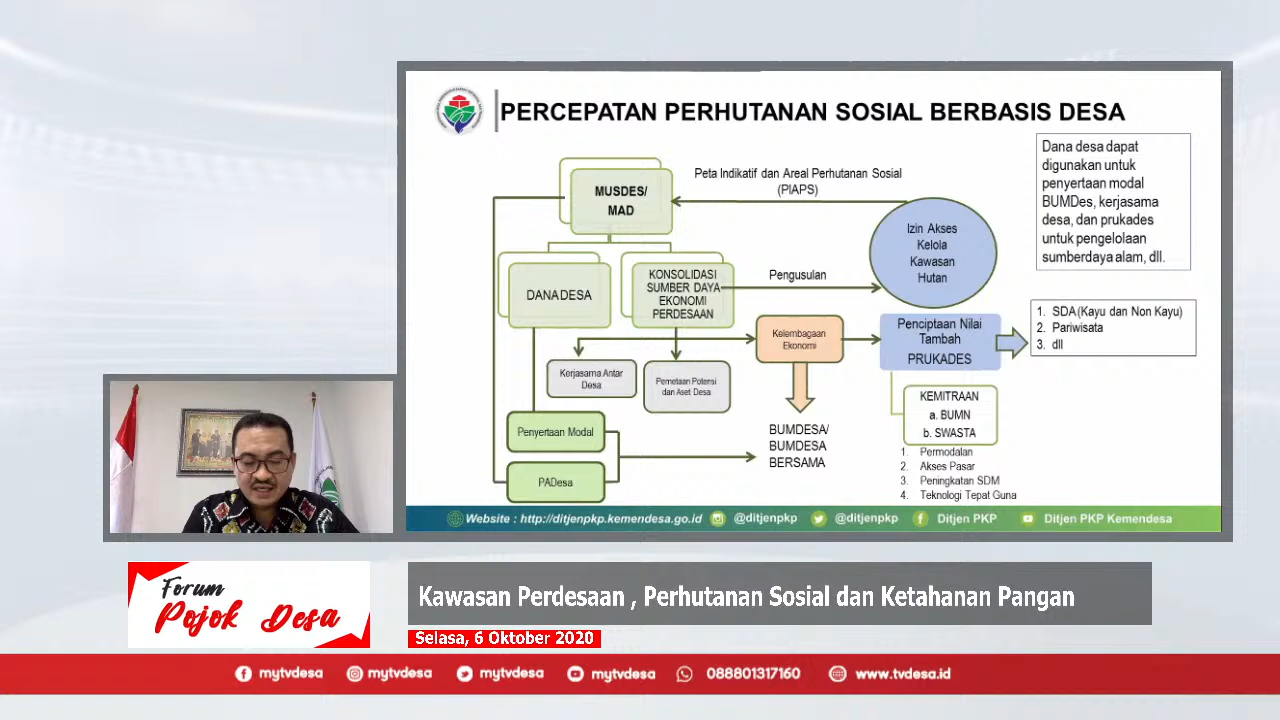 PERCEPATAN PERHUTANAN SOSIAL BERBASIS DESA
Dana desa dapat
digunakan untuk
penyertaan modal
BUMDes, kerjasama
desa, dan prukades
untuk pengelolaan
sumberdaya alam, dll.
MUSDES/
MAD
Peta Indikatif dan Areal Perhutanan Sosial
(PIAPS)
Izin Akses
Kelola
Kawasan
Hutan
DANA DESA
KONSOLIDASI
SUMBER DAYA
EKONOMI
PERDESAAN
Pengusulan
Kelembagaan
Ekonomi
Penciptaan Nilai
Tambah
PRUKADES
1. SDA (Kayu dan Non Kayu)
2. Pariwisata
3. dll
Kerjasama Antar
Desa
Pemetaan Potensi
dan Aset Desa
KEMITRAAN
a. BUMN
b. SWASTA
Penyertaan Modal
PADesa
BUMDESA/
BUMDESA
BERSAMA
1. Permodalan
2. Akses Pasar
3. Peningkatan SDM
4. Teknologi Tepat Guna
Website : http://ditjenpkp.kemendesa.go.id @ditjenpkp @ditjenpkp Ditjen PKP Ditjen PKP Kemendesa
Forum
Pojok Desa
Kawasan Perdesaan , Perhutanan Sosial dan Ketahanan Pangan
Selasa, 6 Oktober 2020
mytvdesa mytvdesa mytvdesa mytvdesa 088801317160 www.tvdesa.id